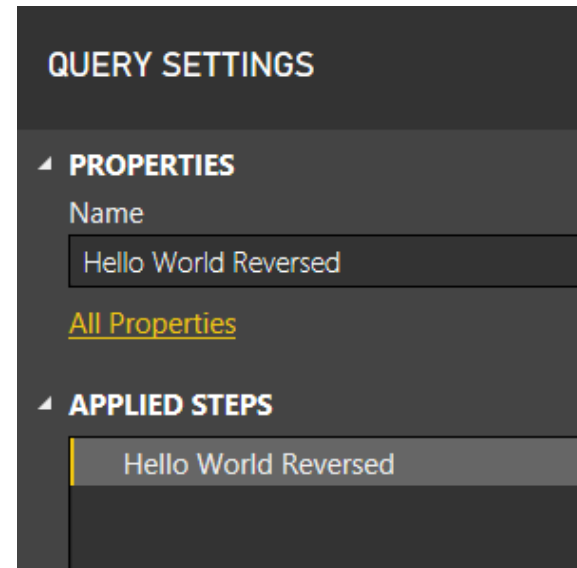 QUERY SETTINGS
PROPERTIES
Name
Hello World Reversed
All Properties
APPLIED STEPS
Hello World Reversed